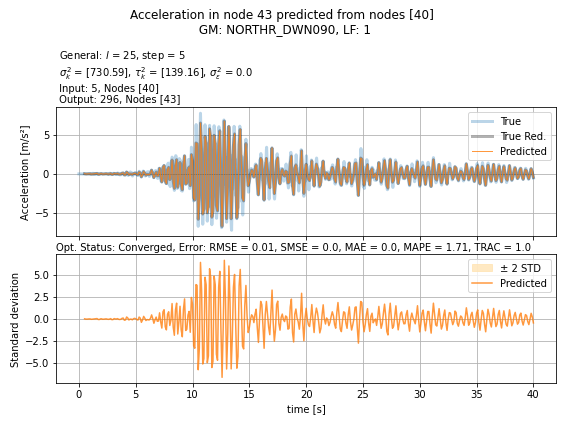 Acceleration in node 43 predicted from nodes [40]
GM: NORTHR_DWN090, LF: 1
General: l = 25, step = 5
σ²ₖ = [730.59], τ²ₖ = [139.16], σ²ε = 0.0
Input: 5, Nodes [40]
Output: 296, Nodes [43]
Acceleration [m/s²]
5
0
−5
True
True Red.
Predicted
Opt. Status: Converged, Error: RMSE = 0.01, SMSE = 0.0, MAE = 0.0, MAPE = 1.71, TRAC = 1.0
Standard deviation
5.0
2.5
0.0
−2.5
−5.0
± 2 STD
Predicted
0 5 10 15 20 25 30 35 40
time [s]